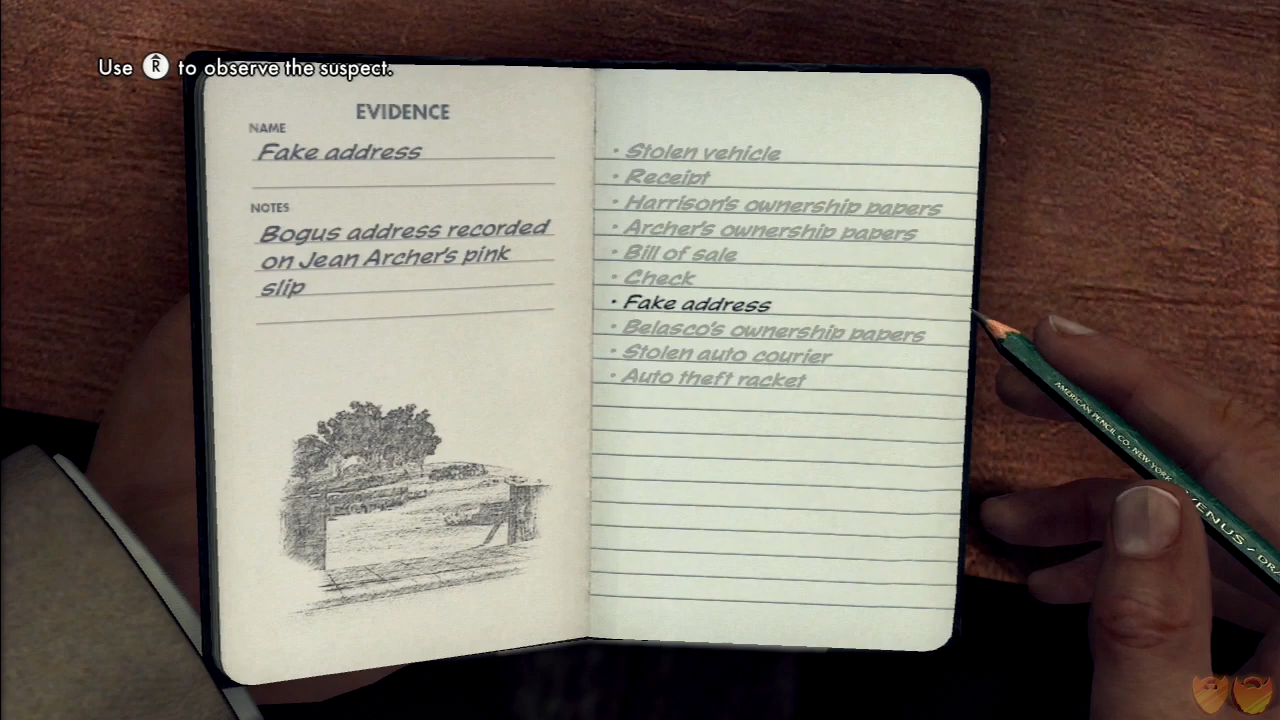 Use R to observe the suspect.
EVIDENCE
NAME
Fake address
NOTES
Bogus address recorded
on Jean Archer's pink
slip
• Stolen vehicle
• Receipt
• Harrison's ownership papers
• Archer's ownership papers
• Bill of sale
• Check
• Fake address
• Belasco's ownership papers
• Stolen auto courier
• Auto theft racket
AMERICAN PENCIL CO. NEW YORK
VENUS